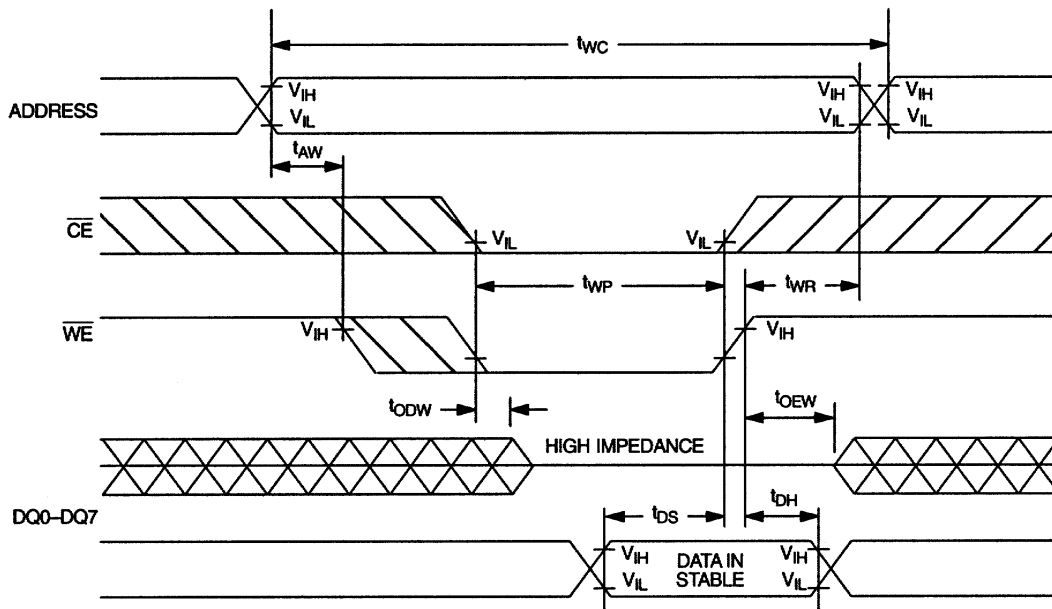 tWC
ADDRESS
VIH
VIL
VIH
VIL
VIH
VIL
tAW
CE
VIL
VIL
tWP
tWR
WE
VIH
VIH
tODW
tOEW
HIGH IMPEDANCE
DQ0–DQ7
tDS
tDH
VIH
VIL
DATA IN
STABLE
VIH
VIL